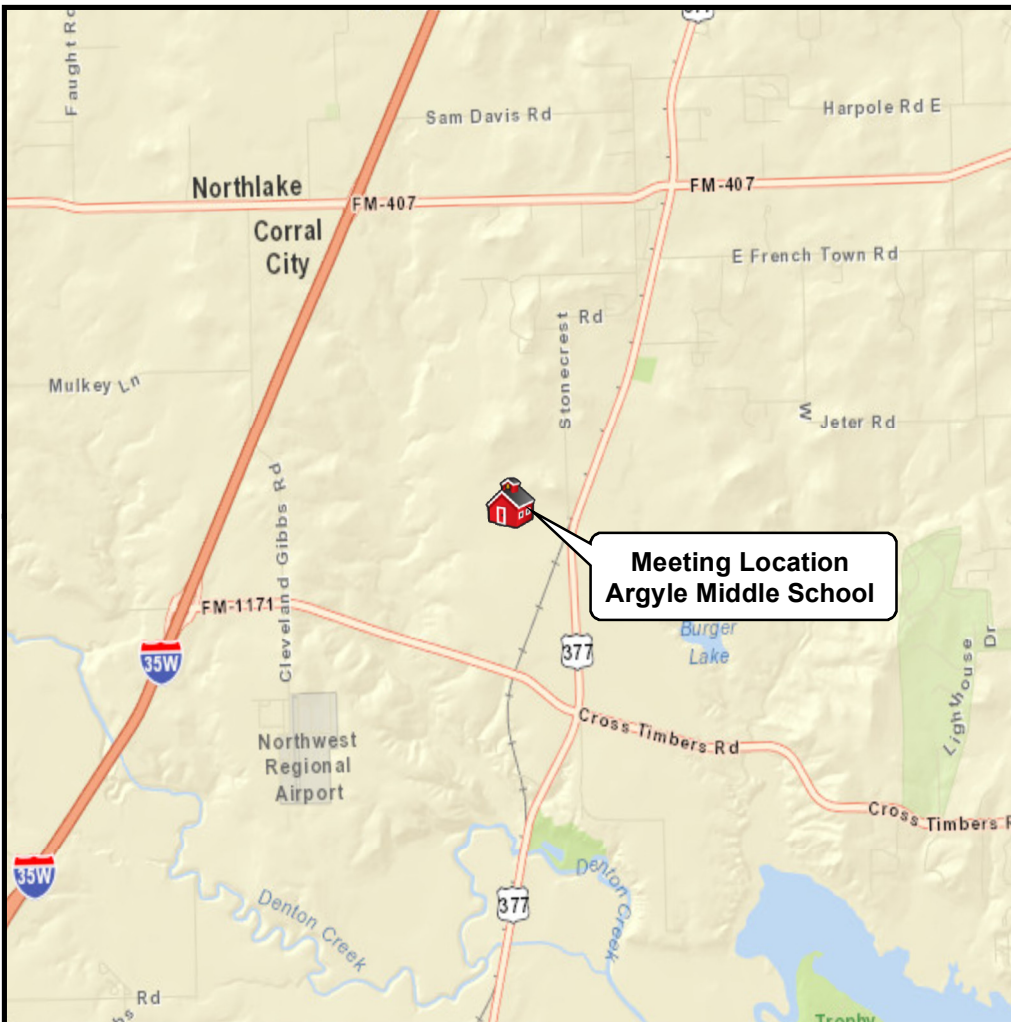 Faught Rd
Sam Davis Rd
Harpole Rd E
Northlake
FM-407
FM-407
Corral
City
E French Town Rd
Stonecrest
Rd
Mulkey Ln
W
Jeter Rd
Cleveland Gibbs Rd
Meeting Location
Argyle Middle School
FM-1171
35W
377
Burger
Lake
Lighthouse
Dr
Cross Timbers Rd
Northwest
Regional
Airport
Cross Timbers R
35W
377
Denton Creek
Denton Creek
Rd
Trophy